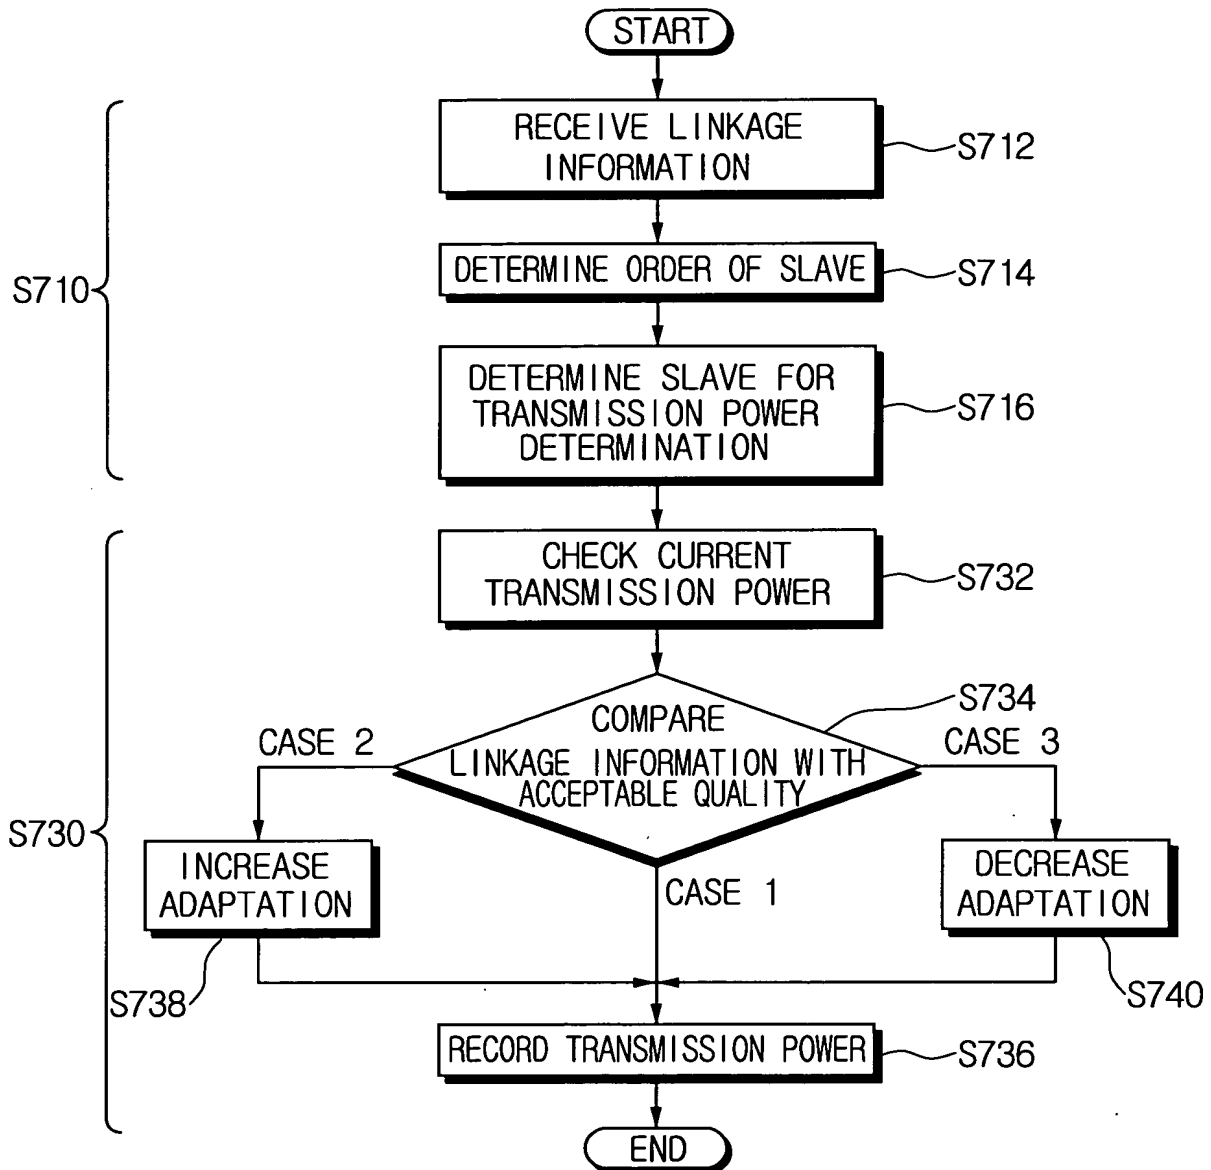 START
RECEIVE LINKAGE
INFORMATION
S712
DETERMINE ORDER OF SLAVE
S714
S710
DETERMINE SLAVE FOR
TRANSMISSION POWER
DETERMINATION
S716
CHECK CURRENT
TRANSMISSION POWER
S732
S734
COMPARE
LINKAGE INFORMATION WITH
ACCEPTABLE QUALITY
CASE 2
CASE 3
S730
INCREASE
ADAPTATION
CASE 1
DECREASE
ADAPTATION
S738
S740
RECORD TRANSMISSION POWER
S736
END